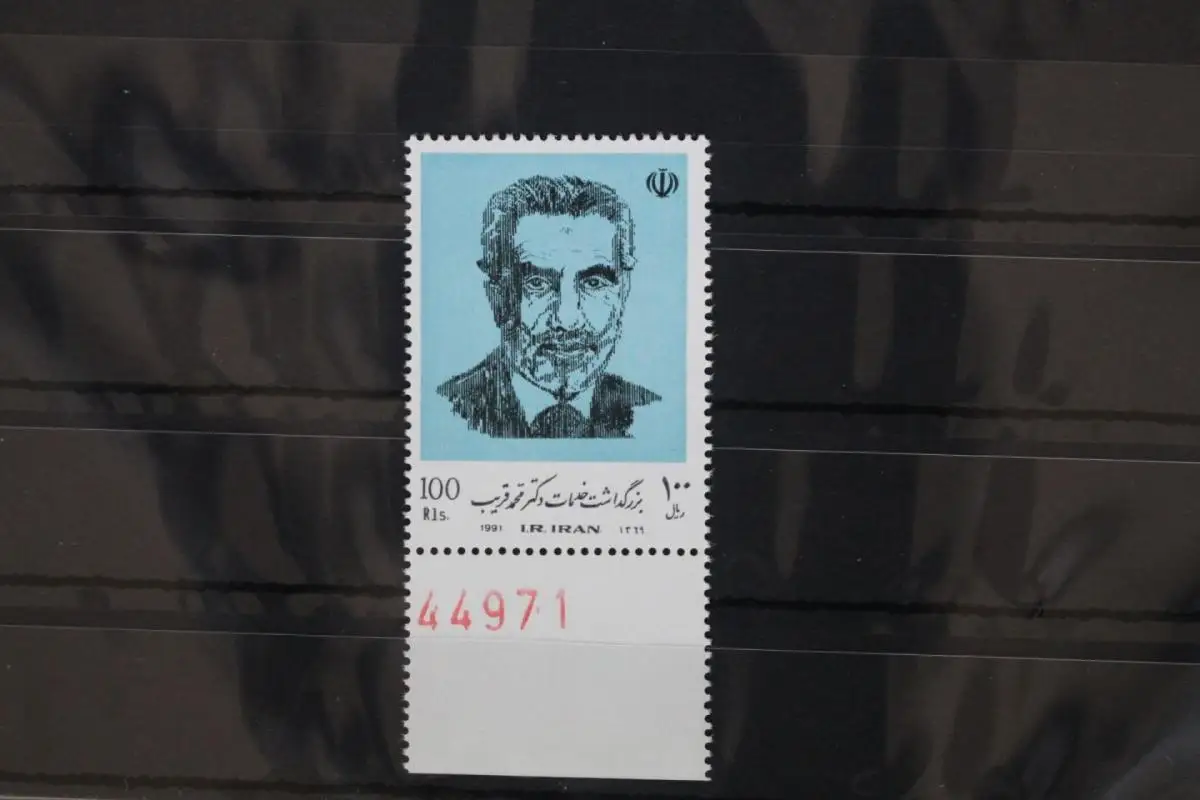 100 بزرگداشت خدمات دکتر محمد قریب ۱۰۰
Rls. ریال
1991 I.R. IRAN ۱۳۶۹
44971